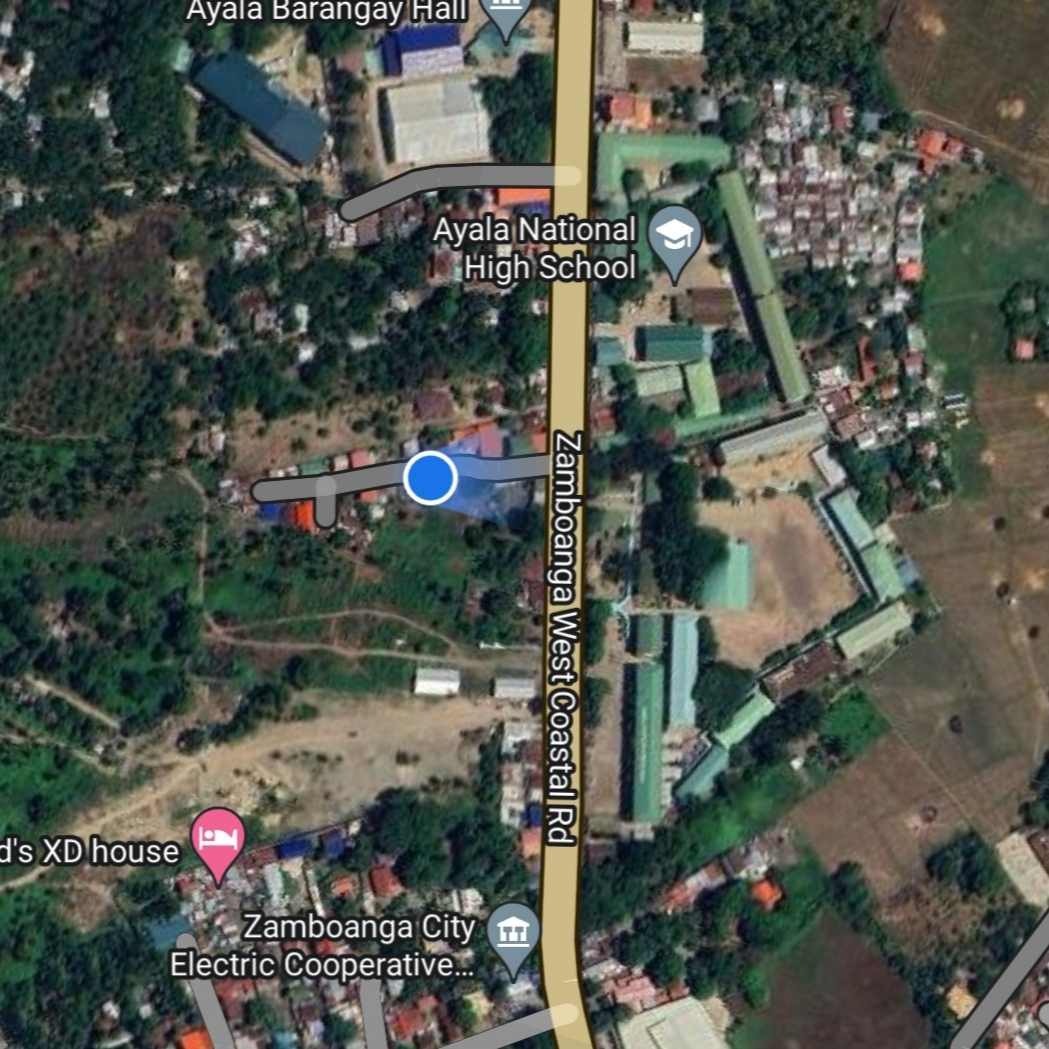 Ayala Barangay Hall
Ayala National
High School
Zamboanga West Coastal Rd
d's XD house
Zamboanga City
Electric Cooperative...